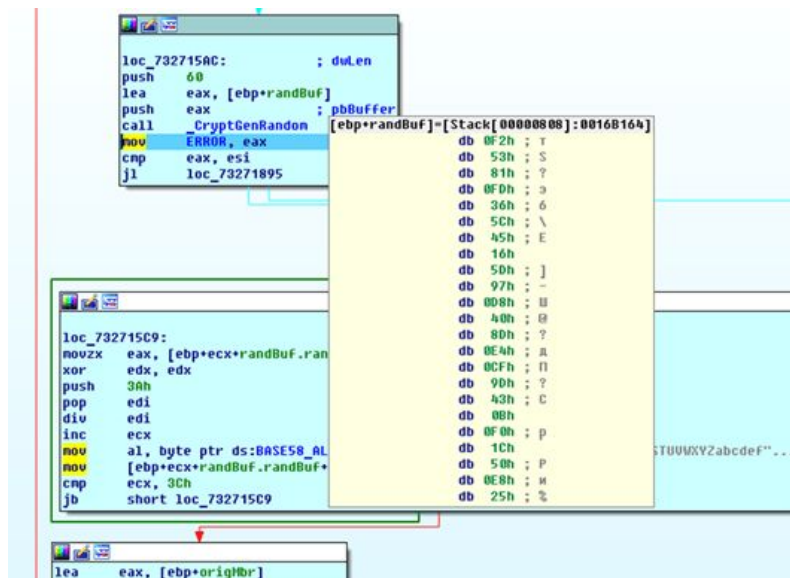 loc_732715AC: ; dwLen
push 60
lea eax, [ebp+randBuf]
push eax ; pbBuffer
call _CryptGenRandom
mov ERROR, eax
cmp eax, esi
jl loc_73271895
[ebp+randBuf]=[Stack[00000808]:0016B164]
db 0F2h ; т
db 53h ; S
db 81h ; ?
db 0FDh ; э
db 36h ; 6
db 5Ch ; \
db 45h ; E
db 16h
db 5Dh ; ]
db 97h ; -
db 0D8h ; Ш
db 40h ; @
db 8Dh ; ?
db 0E4h ; д
db 0CFh ; П
db 9Dh ; ?
db 43h ; C
db 0Bh
db 0F0h ; р
db 1Ch
db 50h ; P
db 0E8h ; и
db 25h ; %
loc_732715C9:
movzx eax, [ebp+ecx+randBuf.ran
xor edx, edx
push 3Ah
pop edi
div edi
inc ecx
mov al, byte ptr ds:BASE58_AL
STUVWXYZabcdef"...
mov [ebp+ecx+randBuf.randBuf+
cmp ecx, 3Ch
jb short loc_732715C9
lea eax, [ebp+origMbr]